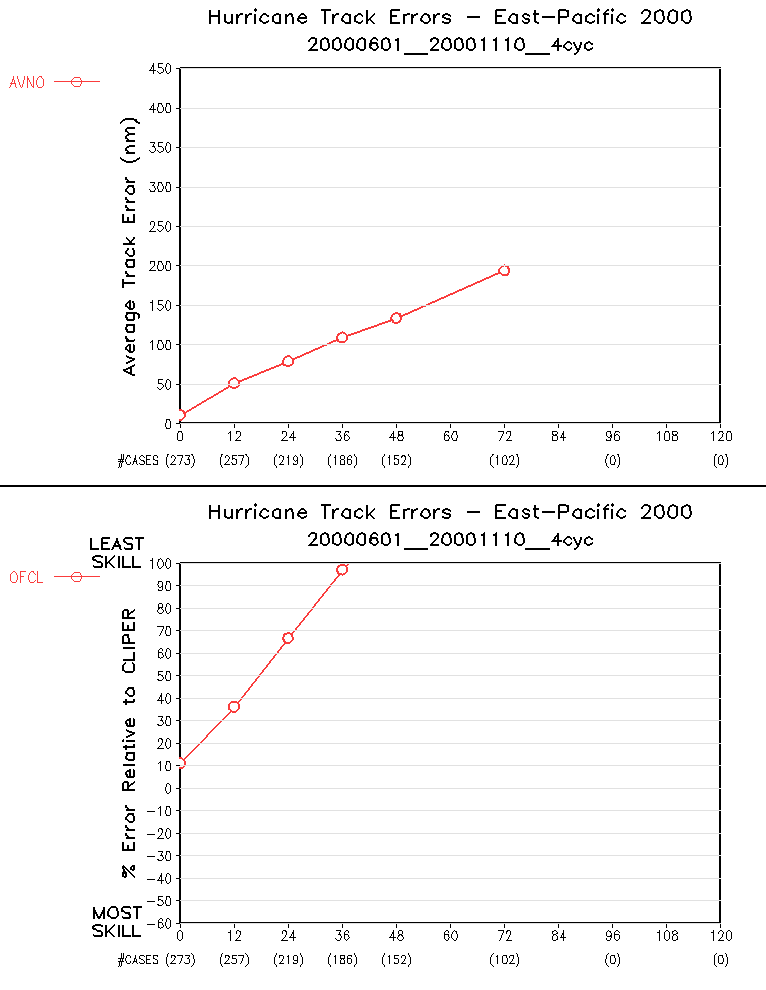 Hurricane Track Errors - East-Pacific 2000
20000601__20001110__4cyc
AVNO
Average Track Error (nm)
450
400
350
300
250
200
150
100
50
0
0 12 24 36 48 60 72 84 96 108 120
#CASES (273) (257) (219) (186) (152) (102) (0) (0)
Hurricane Track Errors - East-Pacific 2000
20000601__20001110__4cyc
LEAST
SKILL
OFCL
% Error Relative to CLIPER
100
90
80
70
60
50
40
30
20
10
0
-10
-20
-30
-40
-50
-60
MOST
SKILL
0 12 24 36 48 60 72 84 96 108 120
#CASES (273) (257) (219) (186) (152) (102) (0) (0)